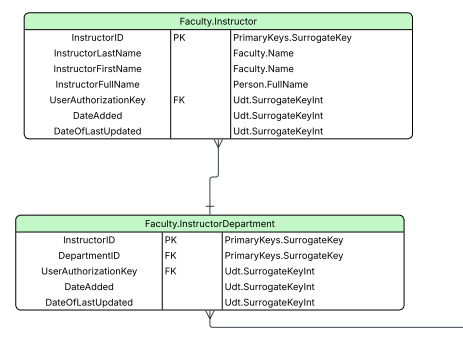 Faculty.Instructor
InstructorID PK PrimaryKeys.SurrogateKey
InstructorLastName Faculty.Name
InstructorFirstName Faculty.Name
InstructorFullName Person.FullName
UserAuthorizationKey FK Udt.SurrogateKeyInt
DateAdded Udt.SurrogateKeyInt
DateOfLastUpdated Udt.SurrogateKeyInt
Faculty.InstructorDepartment
InstructorID PK PrimaryKeys.SurrogateKey
DepartmentID FK PrimaryKeys.SurrogateKey
UserAuthorizationKey FK Udt.SurrogateKeyInt
DateAdded Udt.SurrogateKeyInt
DateOfLastUpdated Udt.SurrogateKeyInt